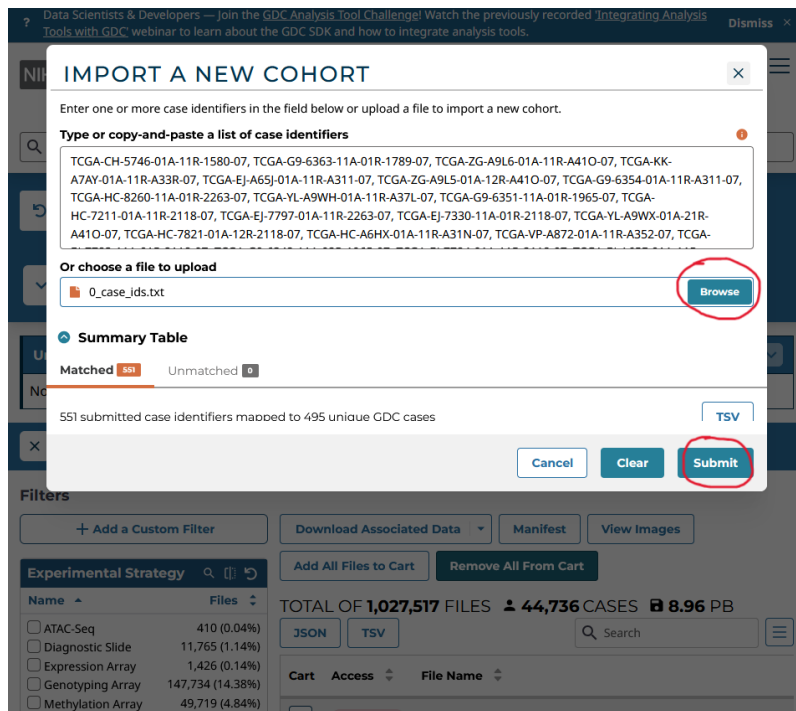 ? Data Scientists & Developers — Join the GDC Analysis Tool Challenge! Watch the previously recorded 'Integrating Analysis Dismiss ×
Tools with GDC' webinar to learn about the GDC SDK and how to integrate analysis tools.
NIH
IMPORT A NEW COHORT
Enter one or more case identifiers in the field below or upload a file to import a new cohort.
Type or copy-and-paste a list of case identifiers
TCGA-CH-5746-01A-11R-1580-07, TCGA-G9-6363-11A-01R-1789-07, TCGA-ZG-A9L6-01A-11R-A41O-07, TCGA-KK-
A7AY-01A-11R-A33R-07, TCGA-EJ-A65J-01A-11R-A311-07, TCGA-ZG-A9L5-01A-12R-A41O-07, TCGA-G9-6354-01A-11R-A311-07,
TCGA-HC-8260-11A-01R-2263-07, TCGA-YL-A9WH-01A-11R-A37L-07, TCGA-G9-6351-11A-01R-1965-07, TCGA-
HC-7211-01A-11R-2118-07, TCGA-EJ-7797-01A-11R-2263-07, TCGA-EJ-7330-11A-01R-2118-07, TCGA-YL-A9WX-01A-21R-
A41O-07, TCGA-HC-7821-01A-12R-2118-07, TCGA-HC-A6HX-01A-11R-A31N-07, TCGA-VP-A872-01A-11R-A352-07, TCGA-
Or choose a file to upload
0_case_ids.txt Browse
Summary Table
Matched 551 Unmatched 0
551 submitted case identifiers mapped to 495 unique GDC cases TSV
Cancel Clear Submit
Filters
+ Add a Custom Filter
Download Associated Data Manifest View Images
Add All Files to Cart Remove All From Cart
Experimental Strategy
Name Files
ATAC-Seq 410 (0.04%)
Diagnostic Slide 11,765 (1.14%)
Expression Array 1,426 (0.14%)
Genotyping Array 147,734 (14.38%)
Methylation Array 49,719 (4.84%)
TOTAL OF 1,027,517 FILES 44,736 CASES 8.96 PB
JSON TSV Search
Cart Access File Name